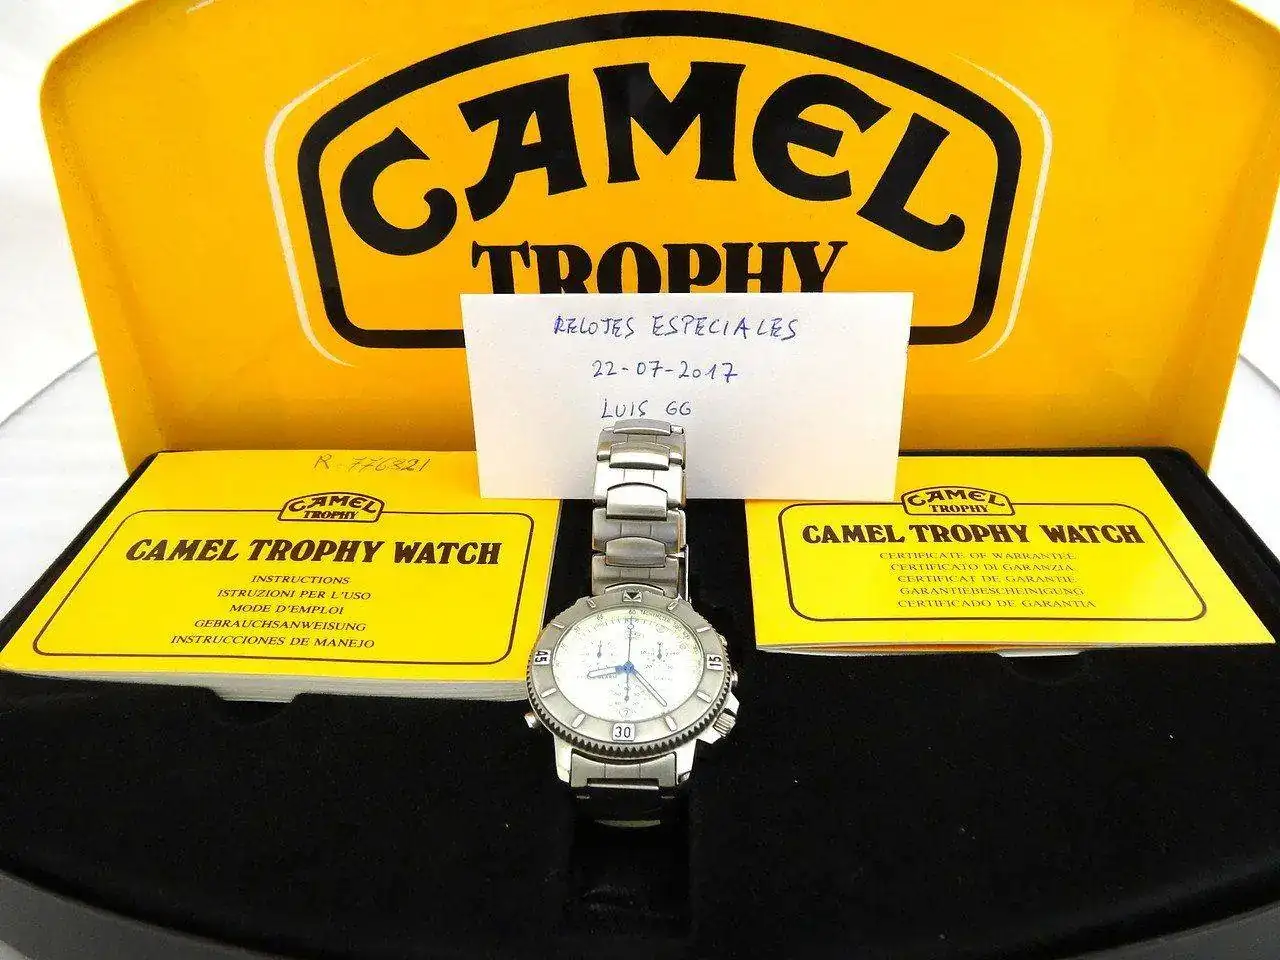 CAMEL
TROPHY
RELOJES ESPECIALES
22-07-2017
LUIS GG
R-776321
CAMEL
TROPHY
CAMEL TROPHY WATCH
INSTRUCTIONS
ISTRUZIONI PER L'USO
MODE D'EMPLOI
GEBRAUCHSANWEISUNG
INSTRUCCIONES DE MANEJO
CAMEL
TROPHY
CAMEL TROPHY WATCH
CERTIFICATE OF WARRANTEE
CERTIFICATO DI GARANZIA
CERTIFICAT DE GARANTIE
GARANTIEBESCHEINIGUNG
CERTIFICADO DE GARANTIA
60 TACHOMETER
45
15
30